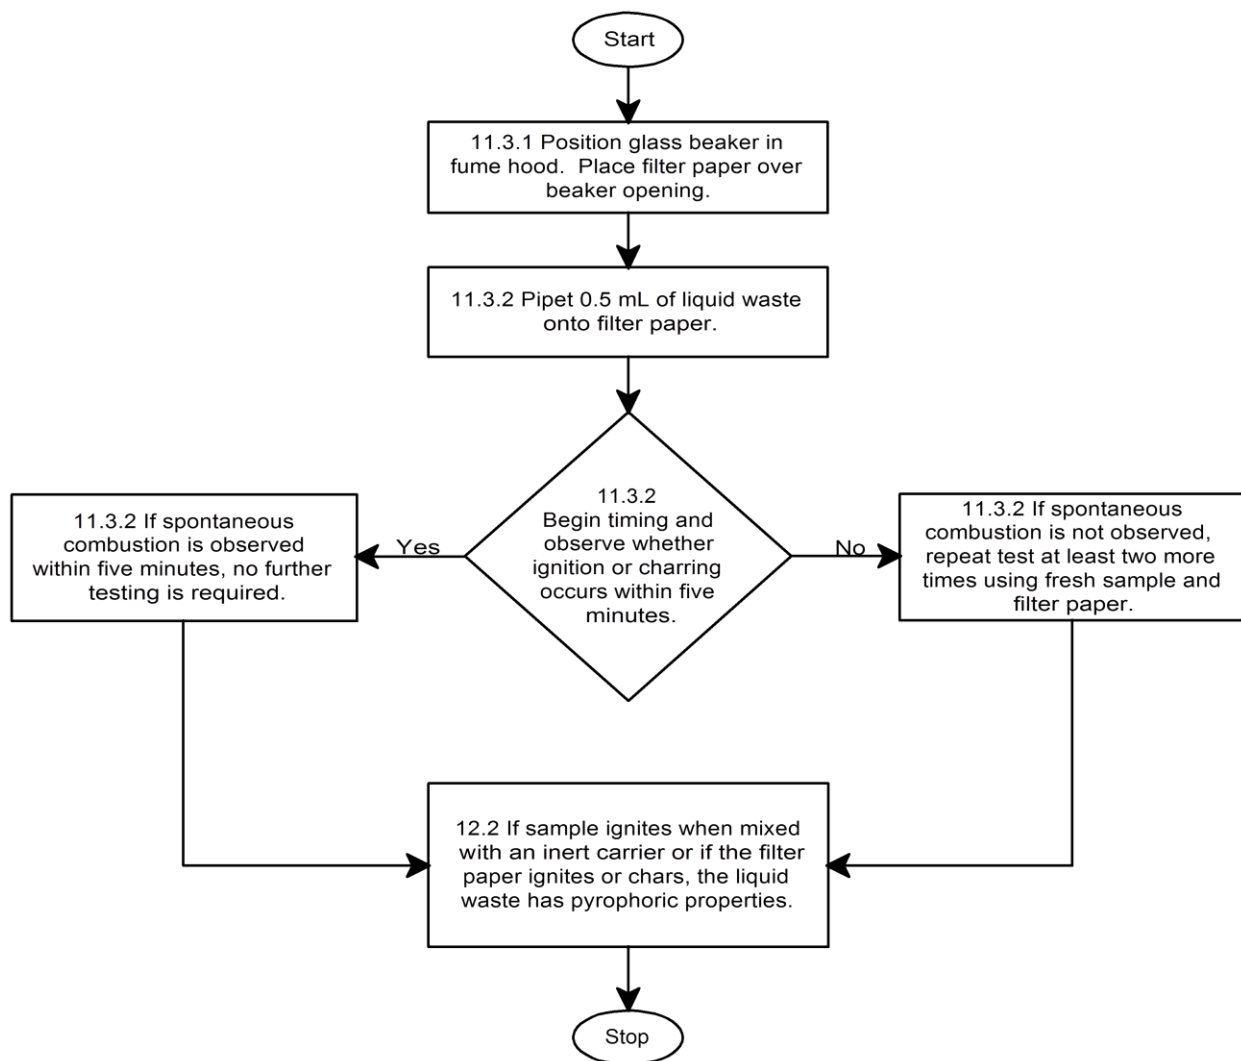 Start
11.3.1 Position glass beaker in
fume hood.  Place filter paper over
beaker opening.
11.3.2 Pipet 0.5 mL of liquid waste
onto filter paper.
11.3.2
Begin timing and
observe whether
ignition or charring
occurs within five
minutes.
Yes
11.3.2 If spontaneous
combustion is observed
within five minutes, no further
testing is required.
No
11.3.2 If spontaneous
combustion is not observed,
repeat test at least two more
times using fresh sample and
filter paper.
12.2 If sample ignites when mixed
with an inert carrier or if the filter
paper ignites or chars, the liquid
waste has pyrophoric properties.
Stop